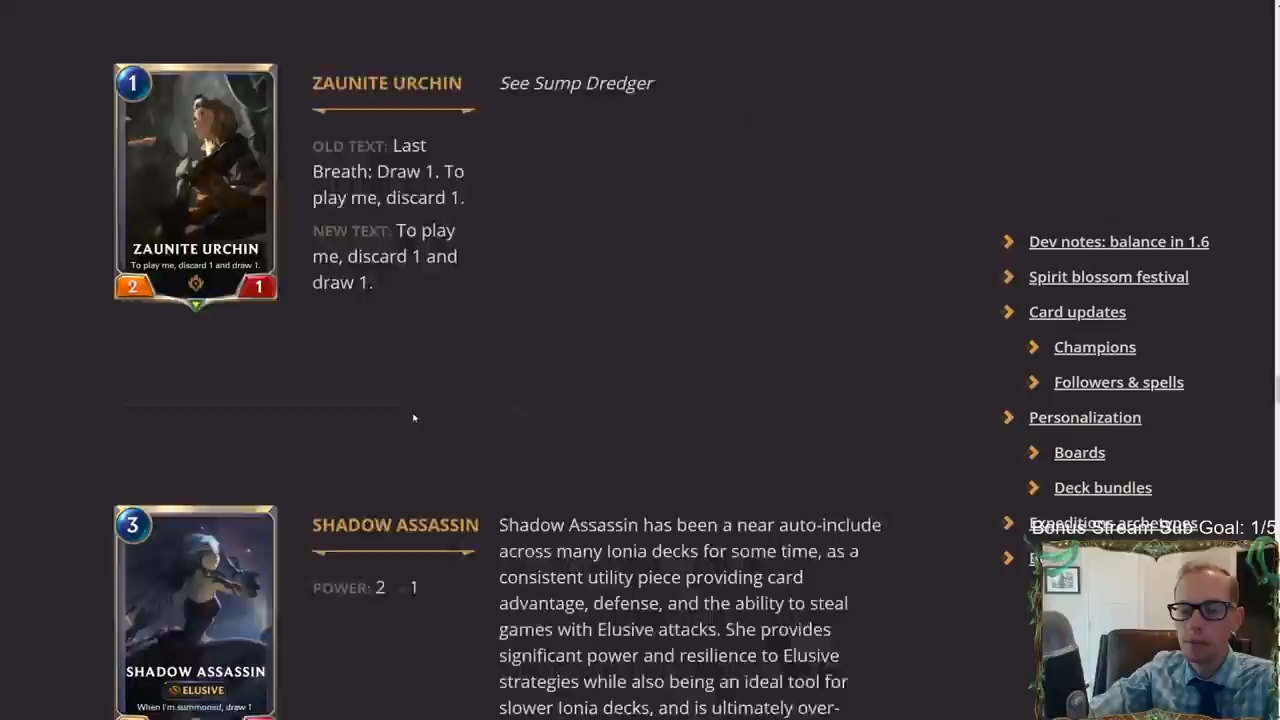 1
ZAUNITE URCHIN
To play me, discard 1 and draw 1.
2
1
ZAUNITE URCHIN
OLD TEXT: Last
Breath: Draw 1. To
play me, discard 1.
NEW TEXT: To play
me, discard 1 and
draw 1.
See Sump Dredger
3
SHADOW ASSASSIN
ELUSIVE
When I'm summoned, draw 1
SHADOW ASSASSIN
POWER: 2 1
Shadow Assassin has been a near auto-include
across many Ionia decks for some time, as a
consistent utility piece providing card
advantage, defense, and the ability to steal
games with Elusive attacks. She provides
significant power and resilience to Elusive
strategies while also being an ideal tool for
slower Ionia decks, and is ultimately over-
Dev notes: balance in 1.6
Spirit blossom festival
Card updates
Champions
Followers & spells
Personalization
Boards
Deck bundles
Bonus Stream Sub Goal: 1/5